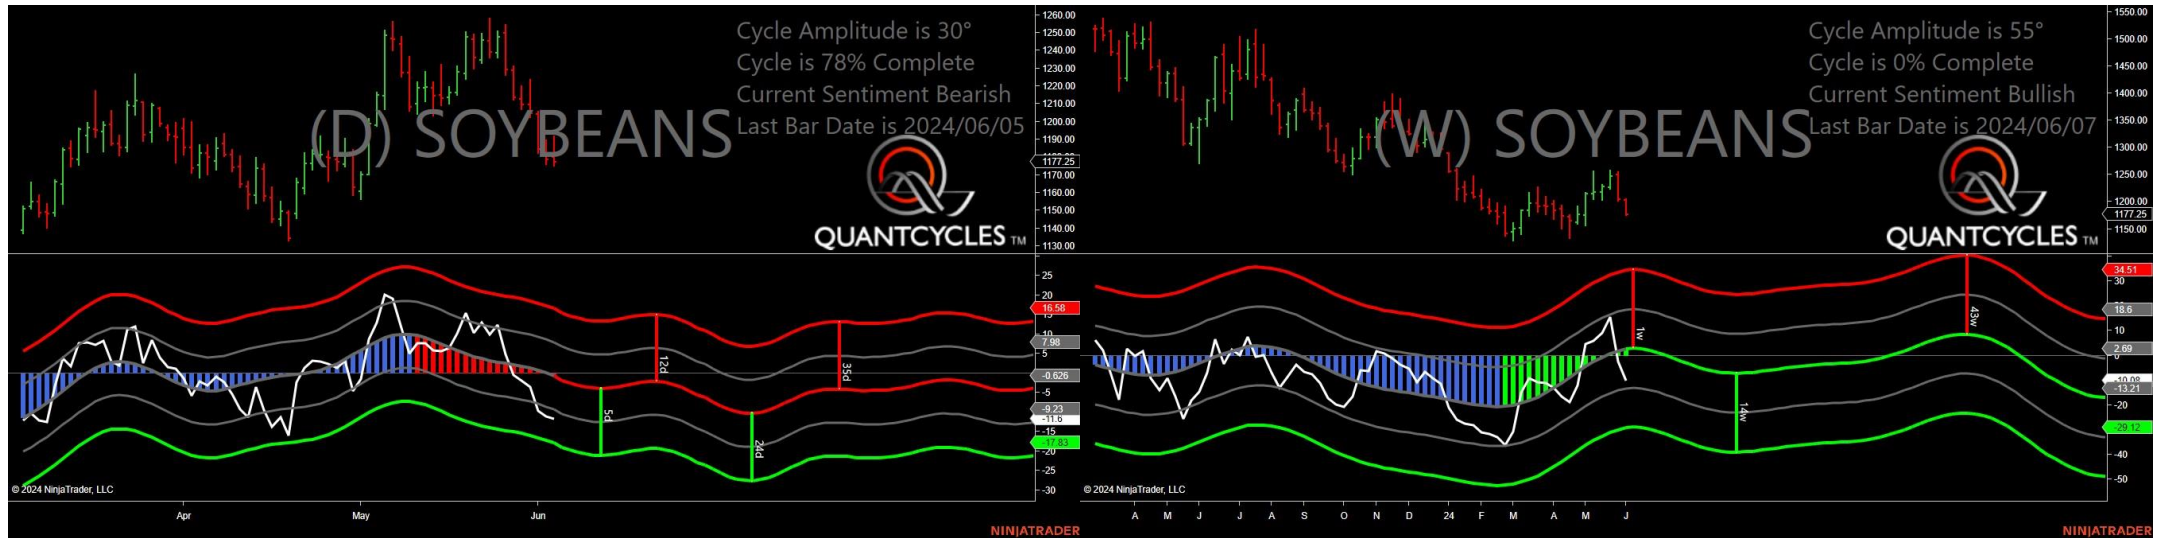 1260.00
1250.00
1240.00
1230.00
1220.00
1210.00
1200.00
1190.00
1177.25
1170.00
1160.00
1150.00
1140.00
1130.00
Cycle Amplitude is 30°
Cycle is 78% Complete
Current Sentiment Bearish
Last Bar Date is 2024/06/05
(D) SOYBEANS
QUANTCYCLES TM
25
20
16.58
15
10
7.98
5
-0.626
-5
-9.23
-11.6
-15
-17.83
-20
-25
-30
5d
12d
24d
35d
© 2024 NinjaTrader, LLC
Apr
May
Jun
NINJATRADER
1550.00
1500.00
1450.00
1400.00
1350.00
1300.00
1250.00
1200.00
1177.25
1150.00
Cycle Amplitude is 55°
Cycle is 0% Complete
Current Sentiment Bullish
Last Bar Date is 2024/06/07
(W) SOYBEANS
QUANTCYCLES TM
34.51
30
18.6
10
2.69
0
-10.08
-13.21
-20
-29.12
-40
-50
1w
14w
43w
© 2024 NinjaTrader, LLC
A M J J A S O N D 24 F M A M J
NINJATRADER